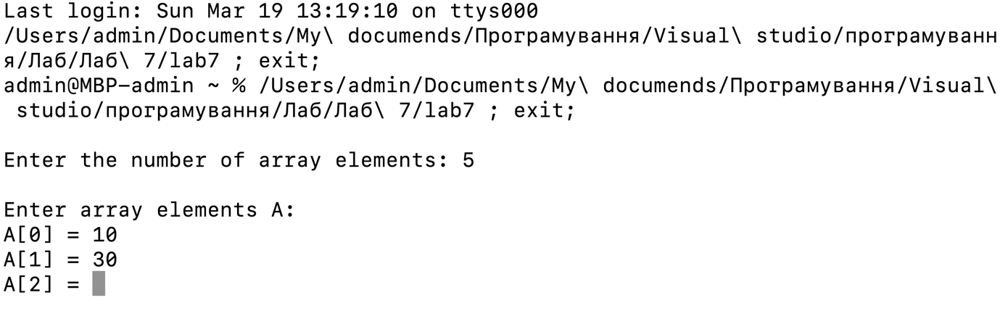 Last login: Sun Mar 19 13:19:10 on ttys000
/Users/admin/Documents/My\ documends/Програмування/Visual\ studio/програмуванн
я/Лаб/Лаб\ 7/lab7 ; exit;
admin@MBP-admin ~ % /Users/admin/Documents/My\ documends/Програмування/Visual\
 studio/програмування/Лаб/Лаб\ 7/lab7 ; exit;
Enter the number of array elements: 5
Enter array elements A:
A[0] = 10
A[1] = 30
A[2] =